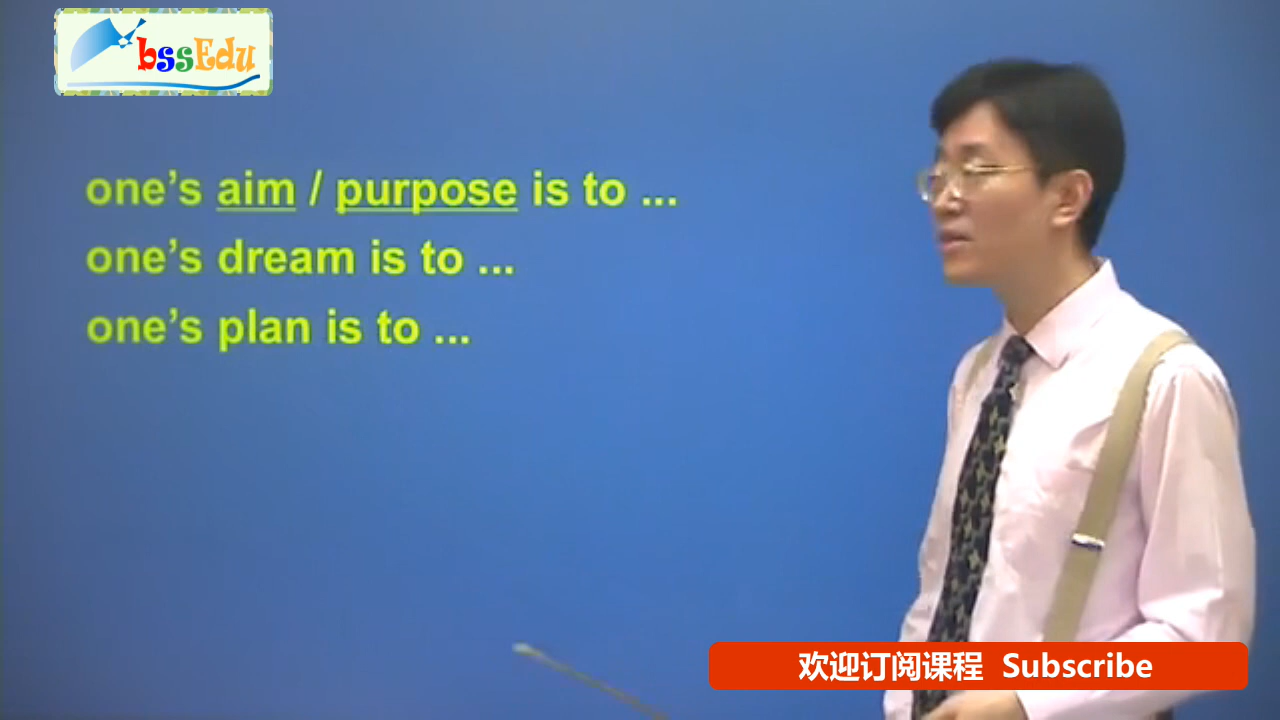 bssEdu
one's aim / purpose is to ...
one's dream is to ...
one's plan is to ...
欢迎订阅课程 Subscribe